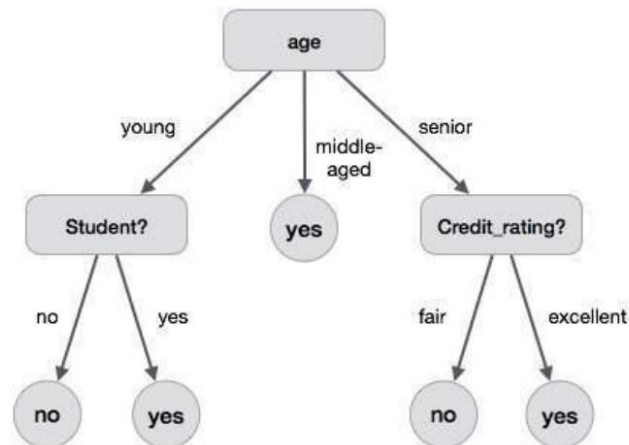 age
young
middle-
aged
senior
Student?
yes
Credit_rating?
no
yes
fair
excellent
no
yes
no
yes